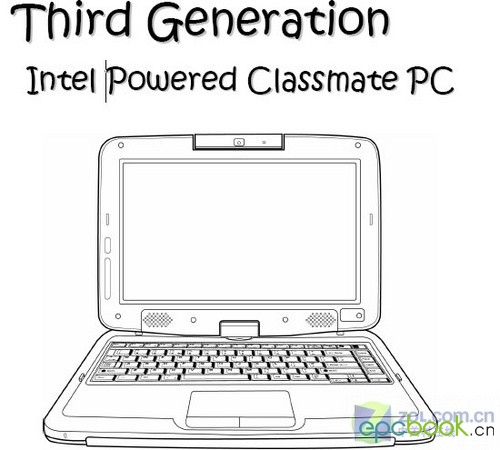 Third Generation
Intel Powered Classmate PC
ZOL.com.cn
epcbook.cn